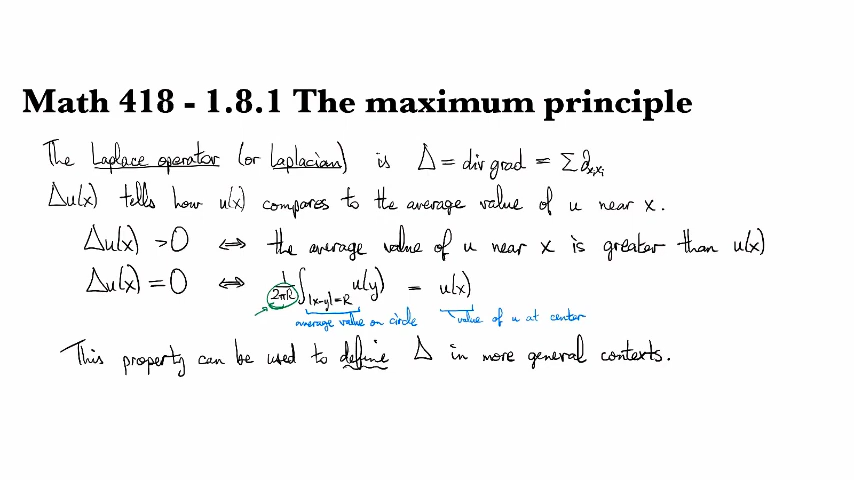 Math 418 - 1.8.1 The maximum principle
The Laplace operator (or Laplacian) is Δ = div grad = Σ ∂ₓᵢₓᵢ
Δu(x) tells how u(x) compares to the average value of u near x.
Δu(x) > 0 ⇔ the average value of u near x is greater than u(x)
Δu(x) = 0 ⇔ 1/2πR ∫_|x-y|=R u(y) = u(x)
average value on circle value of u at center
This property can be used to define Δ in more general contexts.